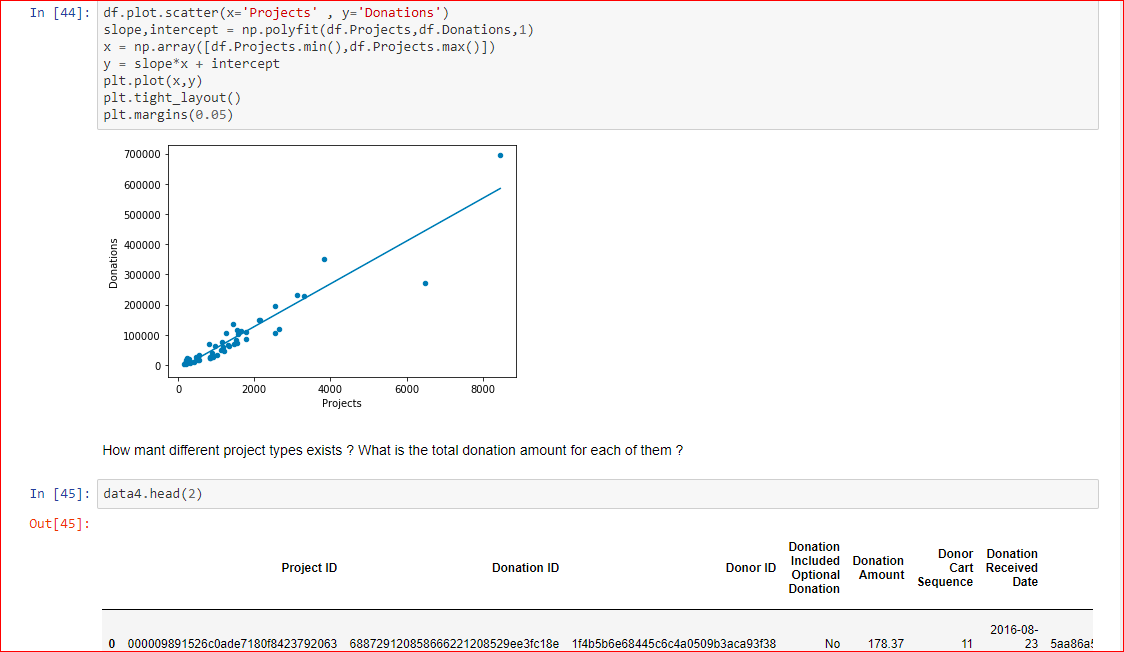 In [44]: df.plot.scatter(x='Projects' , y='Donations')
slope,intercept = np.polyfit(df.Projects,df.Donations,1)
x = np.array([df.Projects.min(),df.Projects.max()])
y = slope*x + intercept
plt.plot(x,y)
plt.tight_layout()
plt.margins(0.05)
700000
600000
500000
400000
300000
200000
100000
0
Donations
0 2000 4000 6000 8000
Projects
How mant different project types exists ? What is the total donation amount for each of them ?
In [45]: data4.head(2)
Out[45]:
Project ID Donation ID Donor ID Donation Included Optional Donation Donation Amount Donor Cart Sequence Donation Received Date
0 000009891526c0ade7180f8423792063 688729120858666221208529ee3fc18e 1f4b5b6e68445c6c4a0509b3aca93f38 No 178.37 11 2016-08-23